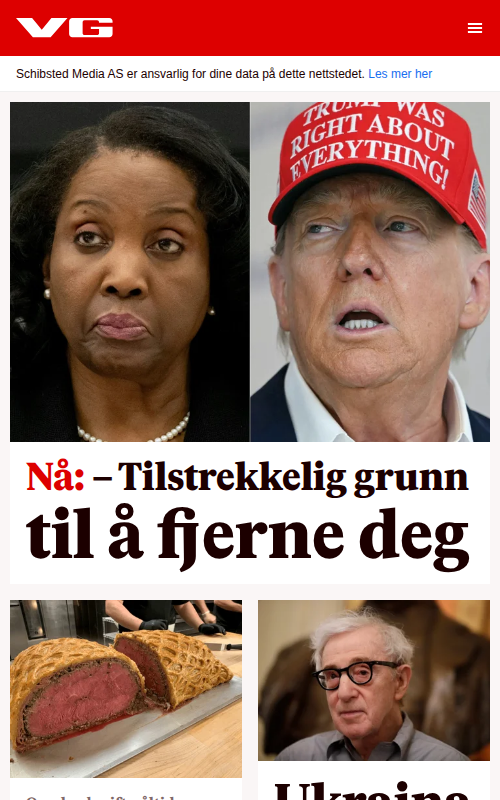 VG
Schibsted Media AS er ansvarlig for dine data på dette nettstedet. Les mer her
TRUMP WAS
RIGHT ABOUT
EVERYTHING!
Nå: – Tilstrekkelig grunn
til å fjerne deg
Ukraina